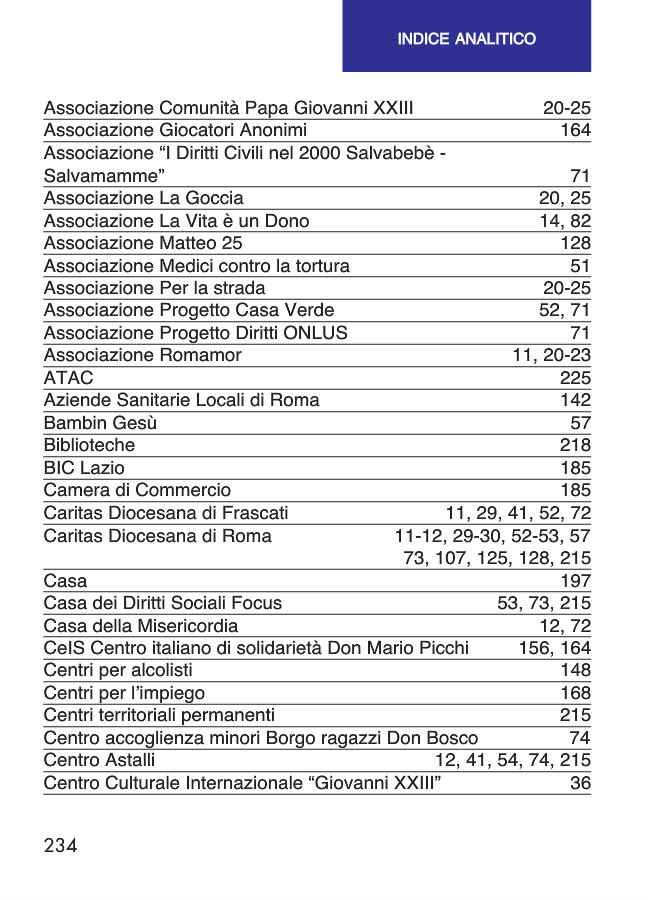 INDICE ANALITICO
Associazione Comunità Papa Giovanni XXIII 20-25
Associazione Giocatori Anonimi 164
Associazione “I Diritti Civili nel 2000 Salvabebè -
Salvamamme” 71
Associazione La Goccia 20, 25
Associazione La Vita è un Dono 14, 82
Associazione Matteo 25 128
Associazione Medici contro la tortura 51
Associazione Per la strada 20-25
Associazione Progetto Casa Verde 52, 71
Associazione Progetto Diritti ONLUS 71
Associazione Romamor 11, 20-23
ATAC 225
Aziende Sanitarie Locali di Roma 142
Bambin Gesù 57
Biblioteche 218
BIC Lazio 185
Camera di Commercio 185
Caritas Diocesana di Frascati 11, 29, 41, 52, 72
Caritas Diocesana di Roma 11-12, 29-30, 52-53, 57
73, 107, 125, 128, 215
Casa 197
Casa dei Diritti Sociali Focus 53, 73, 215
Casa della Misericordia 12, 72
CeIS Centro italiano di solidarietà Don Mario Picchi 156, 164
Centri per alcolisti 148
Centri per l’impiego 168
Centri territoriali permanenti 215
Centro accoglienza minori Borgo ragazzi Don Bosco 74
Centro Astalli 12, 41, 54, 74, 215
Centro Culturale Internazionale “Giovanni XXIII” 36
234